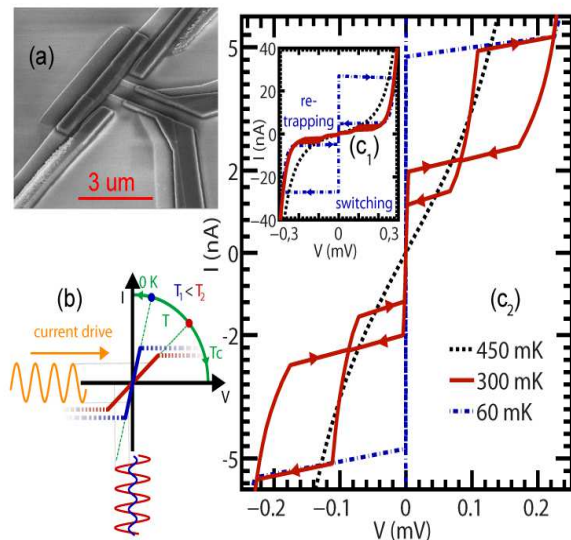 (a)
3 um
(b)
I
0 K
T₁ < T₂
T
Tc
current drive
V
(c₁)
40
20
0
−20
−40
I (nA)
re-
trapping
switching
−0,3
0
0,3
V (mV)
(c₂)
5
2
0
-2
-5
I (nA)
450 mK
300 mK
60 mK
−0.2
−0.1
0
0.1
0.2
V (mV)